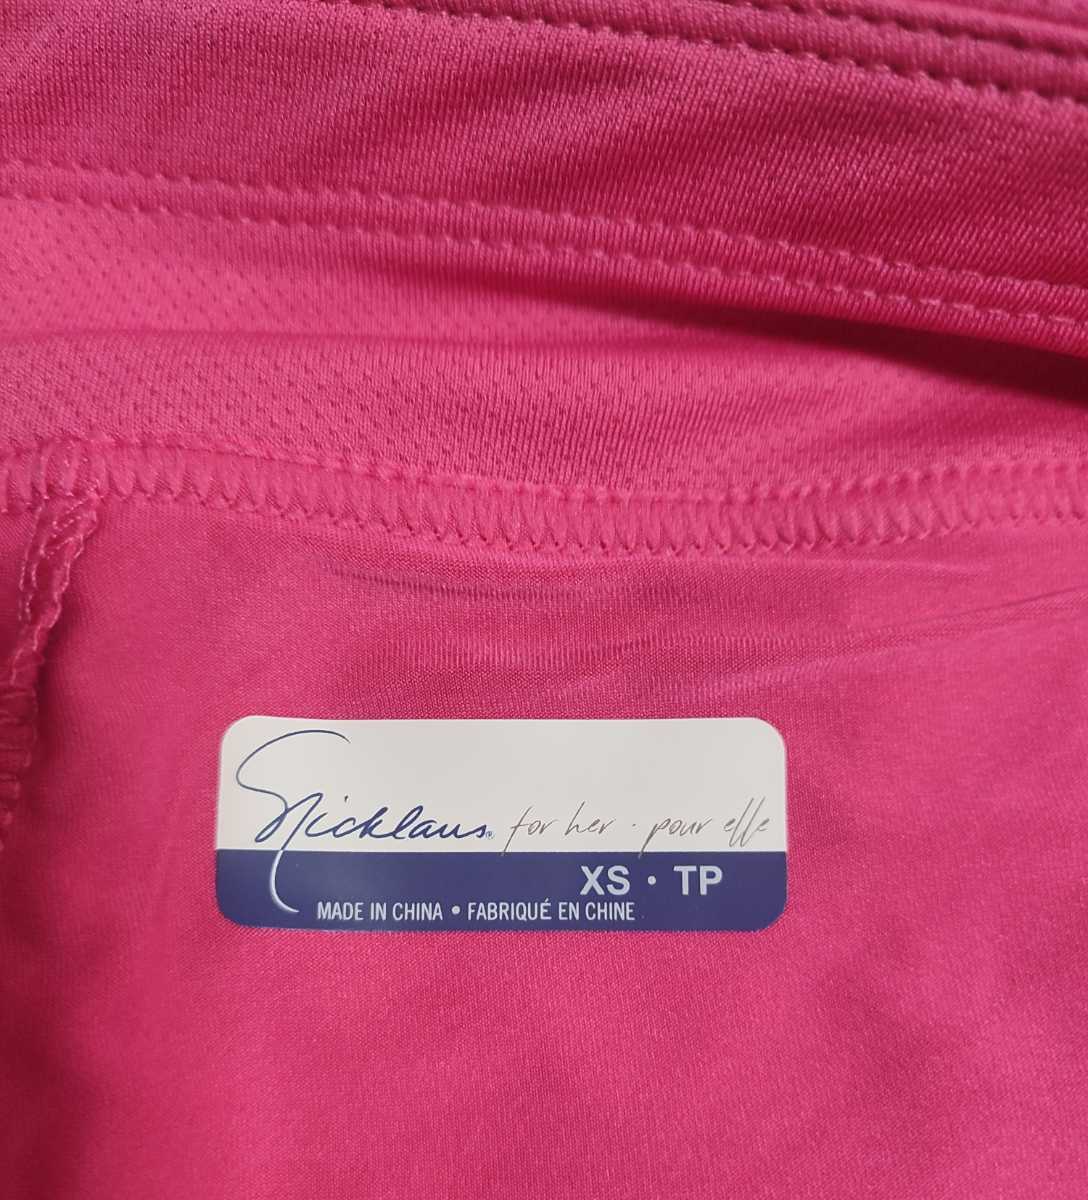 Nicklaus® for her · pour elle
XS · TP
MADE IN CHINA • FABRIQUÉ EN CHINE